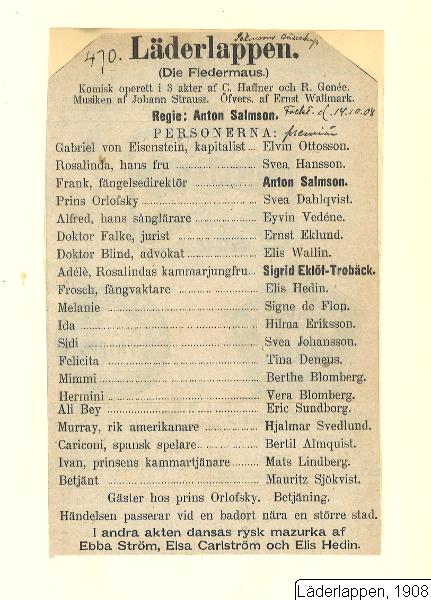 470.
Läderlappen.
(Die Fledermaus.)
Komisk operett i 3 akter af C. Haffner och R. Genée.
Musiken af Johann Strauss. Öfvers. af Ernst Wallmark.
Regie: Anton Salmson. 14.10.08
PERSONERNA: première
Gabriel von Eisenstein, kapitalist ... Elvin Ottosson.
Rosalinda, hans fru ........ Svea Hansson.
Frank, fängelsedirektör ........ Anton Salmson.
Prins Orlofsky ........ Svea Dahlqvist.
Alfred, hans sånglärare ........ Eyvin Vedéne.
Doktor Falke, jurist ........ Ernst Eklund.
Doktor Blind, advokat ........ Elis Wallin.
Adélè, Rosalindas kammarjungfru... Sigrid Eklöf-Trobäck.
Frosch, fångvaktare ........ Elis Hedin.
Melanie ........ Signe de Flon.
Ida ........ Hilma Eriksson.
Sidi ........ Svea Johansson.
Felicita ........ Tina Deneus.
Mimmi ........ Berthe Blomberg.
Hermini ........ Vera Blomberg.
Ali Bey ........ Eric Sundborg.
Murray, rik amerikanare ........ Hjalmar Svedlund.
Cariconi, spansk spelare ........ Bertil Almquist.
Ivan, prinsens kammartjänare ........ Mats Lindberg.
Betjänt ........ Mauritz Sjökvist.
Gäster hos prins Orlofsky. Betjäning.
Händelsen passerar vid en badort nära en större stad.
I andra akten dansas rysk mazurka af
Ebba Ström, Elsa Carlström och Elis Hedin.
Läderlappen, 1908